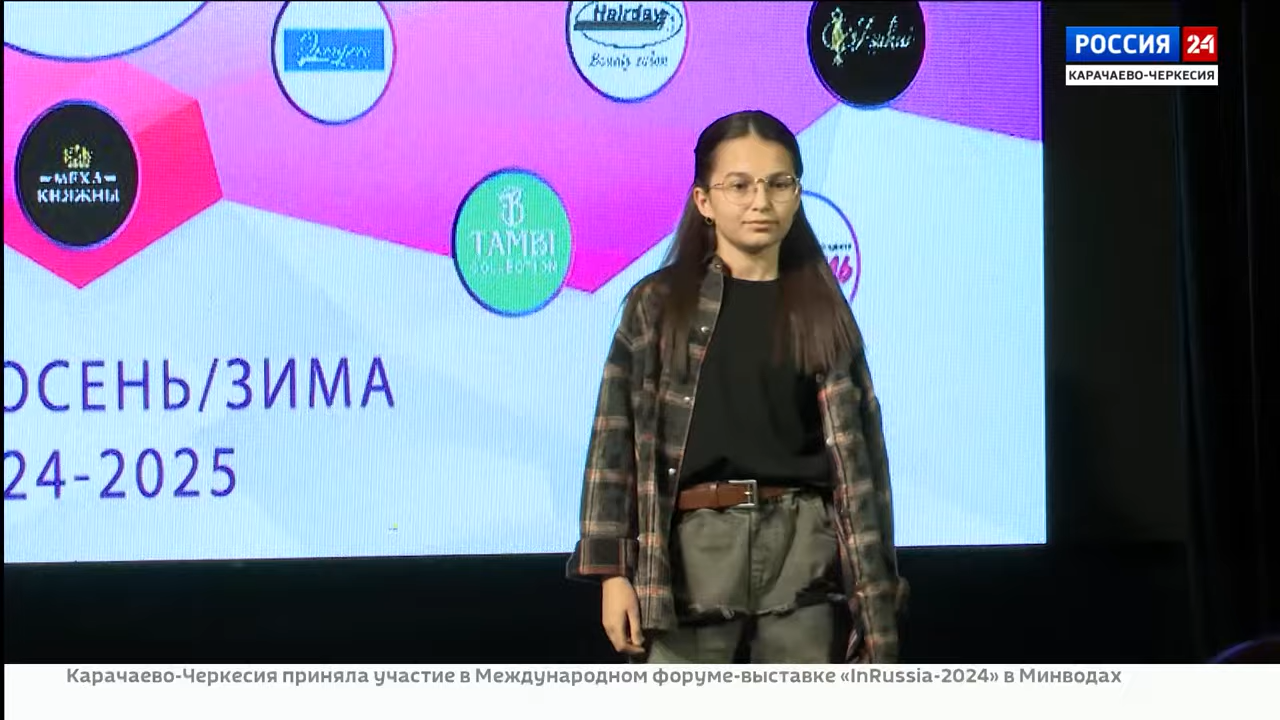 Hairday
Beauty salon
РОССИЯ 24
КАРАЧАЕВО-ЧЕРКЕСИЯ
МЕХА
КНЯЖНЫ
TAMBI
COLLECTION
ОСЕНЬ/ЗИМА
24-2025
Карачаево-Черкесия приняла участие в Международном форуме-выставке «InRussia-2024» в Минводах